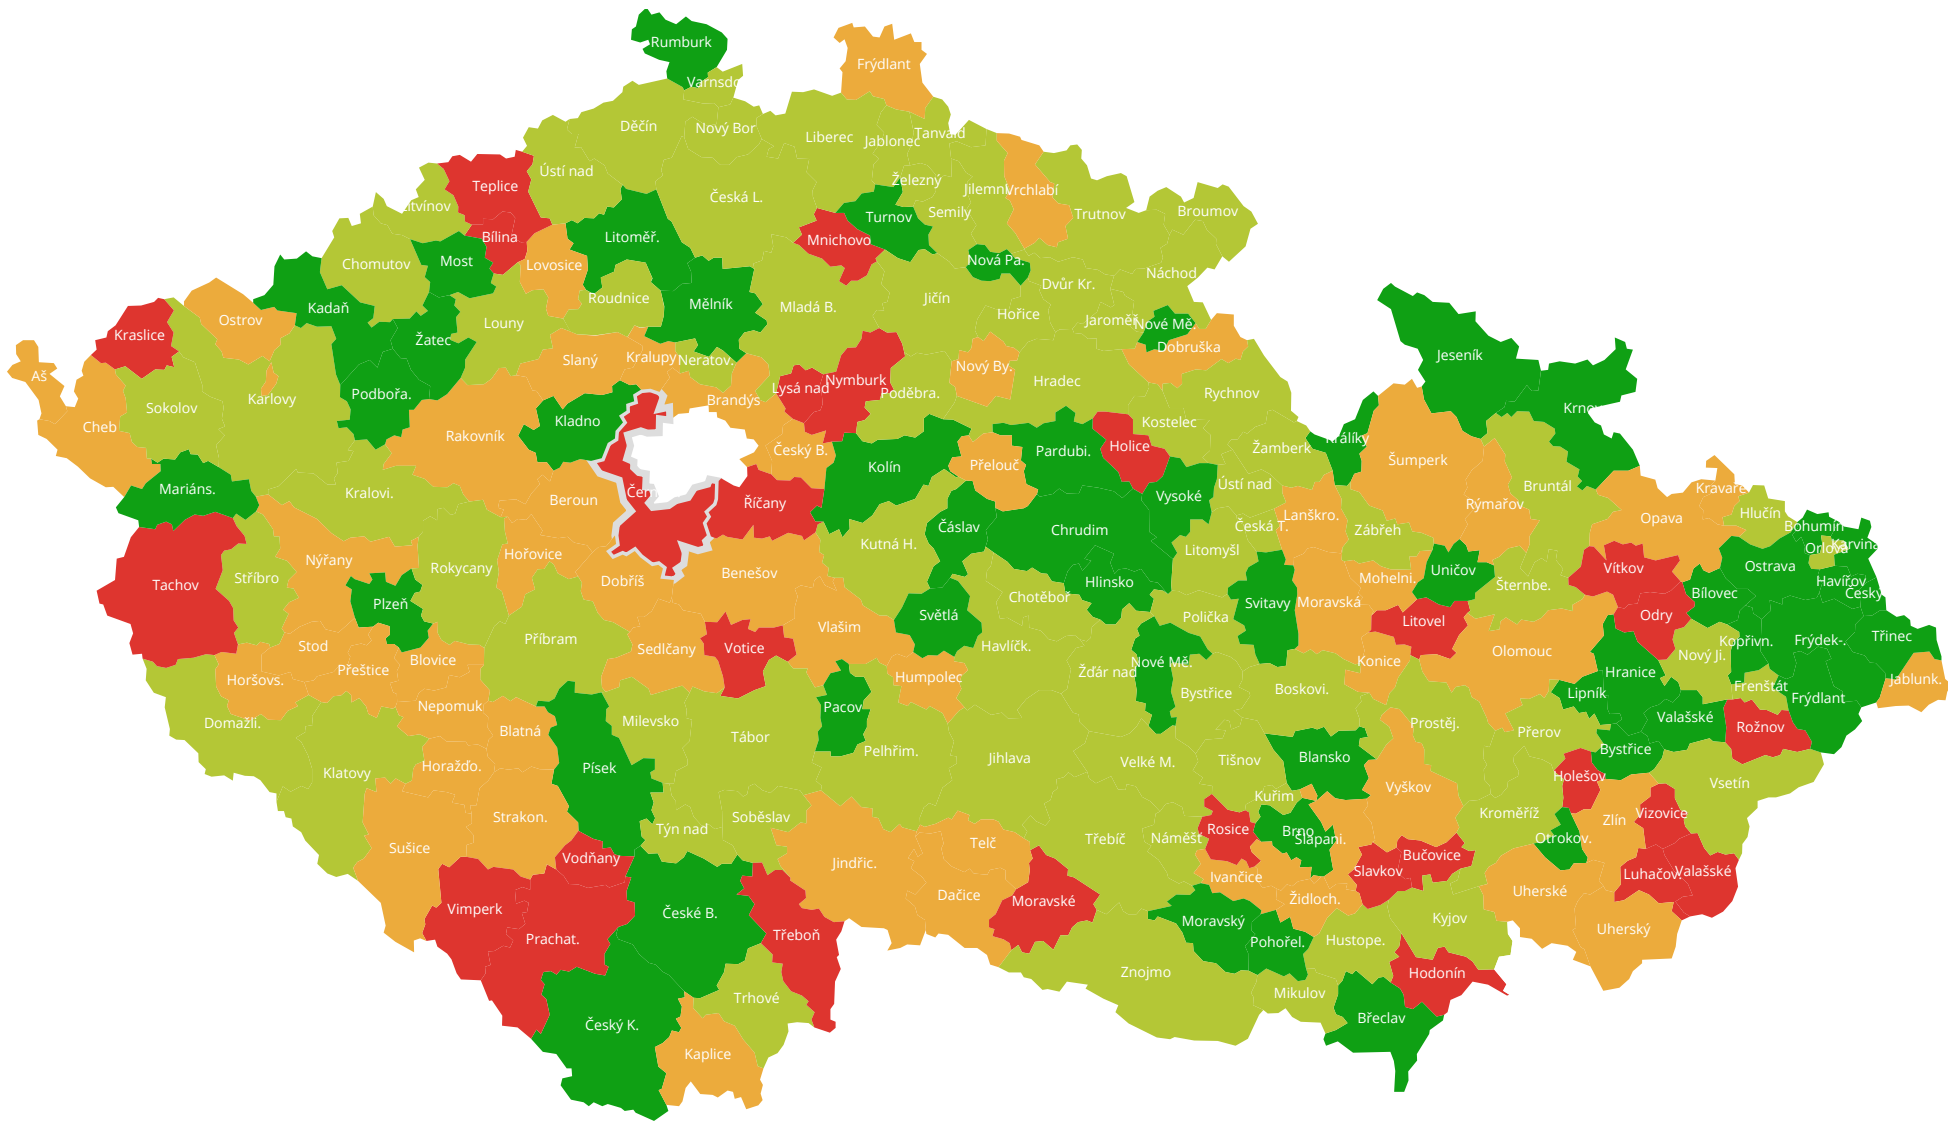 Rumburk
Frýdlant
Varnsdo
Děčín
Nový Bor
Liberec
Jablonec
Tanvald
Ústí nad
Teplice
Železný
Jilemni
Vrchlabí
Česká L.
Litvínov
Semily
Trutnov
Broumov
Turnov
Bílina
Litoměř.
Mnichovo
Most
Chomutov
Lovosice
Nová Pa.
Náchod
Dvůr Kr.
Roudnice
Jičín
Mělník
Mladá B.
Kadaň
Hořice
Ostrov
Louny
Jaroměř
Nové Mě.
Kraslice
Žatec
Dobruška
Jeseník
Slaný
Kralupy
Neratov.
Nový By.
Aš
Nymburk
Hradec
Lysá nad
Podbořa.
Poděbra.
Rychnov
Karlovy
Brandýs
Sokolov
Krno
Kladno
Kostelec
Cheb
Rakovník
Králíky
Holice
Žamberk
Český B.
Pardubi.
Šumperk
Kolín
Přelouč
Ústí nad
Bruntál
Mariáns.
Kralovi.
Čern
Kravaře
Beroun
Vysoké
Říčany
Rýmařov
Lanškro.
Hlučín
Opava
Čáslav
Česká T.
Bohumín
Chrudim
Zábřeh
Kutná H.
Karviná
Orlová
Hořovice
Litomyšl
Nýřany
Rokycany
Ostrava
Vítkov
Uničov
Benešov
Stříbro
Mohelni.
Dobříš
Hlinsko
Havířov
Tachov
Šternbe.
Český
Bílovec
Chotěboř
Plzeň
Svitavy
Moravská
Světlá
Odry
Polička
Litovel
Vlašim
Třinec
Příbram
Frýdek-.
Kopřivn.
Stod
Havlíčk.
Sedlčany
Votice
Olomouc
Nový Ji.
Blovice
Konice
Nové Mě.
Přeštice
Žďár nad
Hranice
Humpolec
Horšovs.
Jablunk.
Frenštát
Boskovi.
Bystřice
Lipník
Frýdlant
Nepomuk
Pacov
Valašské
Milevsko
Domažli.
Prostěj.
Rožnov
Blatná
Přerov
Tábor
Bystřice
Pelhřim.
Jihlava
Blansko
Tišnov
Velké M.
Horažďo.
Písek
Klatovy
Holešov
Vsetín
Vyškov
Kuřim
Kroměříž
Vizovice
Strakon.
Soběslav
Zlín
Týn nad
Rosice
Brno
Třebíč
Náměšť
Šlapani.
Otrokov.
Telč
Sušice
Bučovice
Vodňany
Jindřic.
Slavkov
Valašské
Luhačov.
Ivančice
Uherské
Dačice
Židloch.
Moravské
Vimperk
České B.
Kyjov
Moravský
Uherský
Třeboň
Prachat.
Hustope.
Pohořel.
Znojmo
Hodonín
Mikulov
Trhové
Břeclav
Český K.
Kaplice